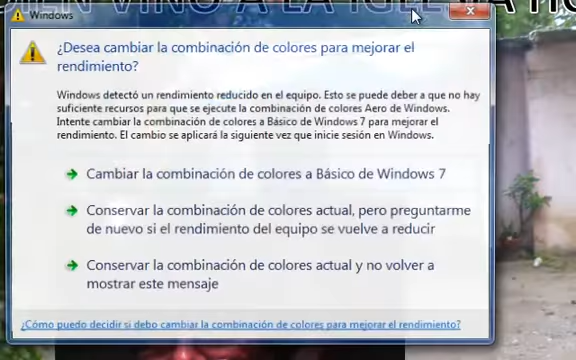 BIEN VINO A LA IGLESIA
Windows
¿Desea cambiar la combinación de colores para mejorar el
rendimiento?
Windows detectó un rendimiento reducido en el equipo. Esto se puede deber a que no hay
suficiente recursos para que se ejecute la combinación de colores Aero de Windows.
Intente cambiar la combinación de colores a Básico de Windows 7 para mejorar el
rendimiento. El cambio se aplicará la siguiente vez que inicie sesión en Windows.
Cambiar la combinación de colores a Básico de Windows 7
Conservar la combinación de colores actual, pero preguntarme
de nuevo si el rendimiento del equipo se vuelve a reducir
Conservar la combinación de colores actual y no volver a
mostrar este mensaje
¿Cómo puedo decidir si debo cambiar la combinación de colores para mejorar el rendimiento?